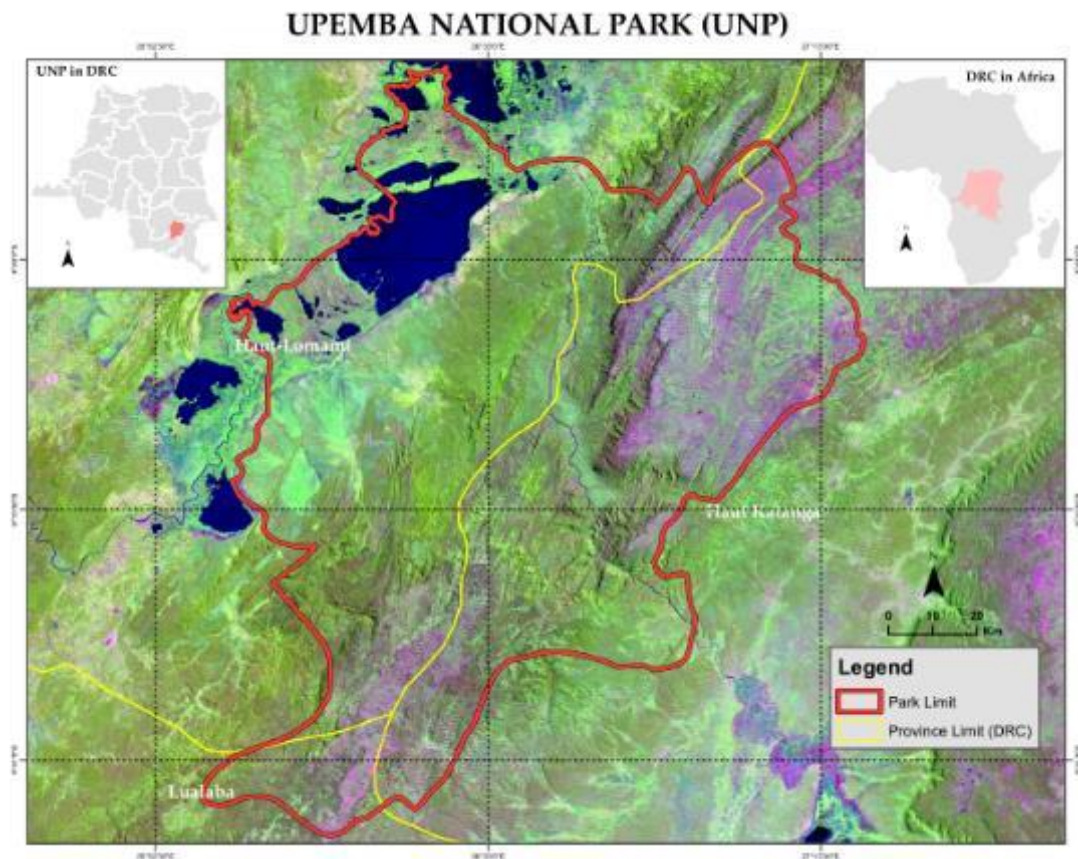 UPEMBA NATIONAL PARK (UNP)
UNP in DRC
DRC in Africa
Haut-Lomami
Haut Katanga
0 10 20
Km
Legend
Park Limit
Province Limit (DRC)
Lualaba